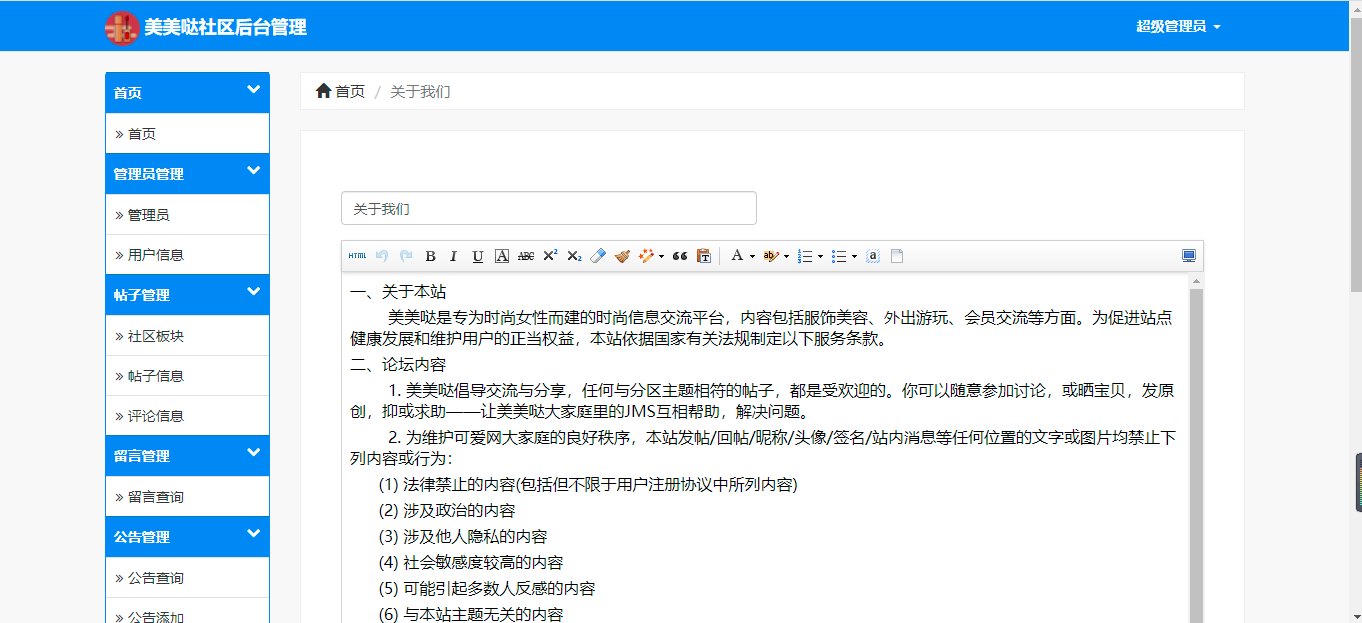 美美哒社区后台管理
超级管理员
首页
» 首页
管理员管理
» 管理员
» 用户信息
帖子管理
» 社区板块
» 帖子信息
» 评论信息
留言管理
» 留言查询
公告管理
» 公告查询
» 公告添加
首页 / 关于我们
关于我们
HTML B I U A ABC X² X₂ T A ab a
一、关于本站
美美哒是专为时尚女性而建的时尚信息交流平台，内容包括服饰美容、外出游玩、会员交流等方面。为促进站点
健康发展和维护用户的正当权益，本站依据国家有关法规制定以下服务条款。
二、论坛内容
1. 美美哒倡导交流与分享，任何与分区主题相符的帖子，都是受欢迎的。你可以随意参加讨论，或晒宝贝，发原
创，抑或求助——让美美哒大家庭里的JMS互相帮助，解决问题。
2. 为维护可爱网大家庭的良好秩序，本站发帖/回帖/昵称/头像/签名/站内消息等任何位置的文字或图片均禁止下
列内容或行为：
(1) 法律禁止的内容(包括但不限于用户注册协议中所列内容)
(2) 涉及政治的内容
(3) 涉及他人隐私的内容
(4) 社会敏感度较高的内容
(5) 可能引起多数人反感的内容
(6) 与本站主题无关的内容